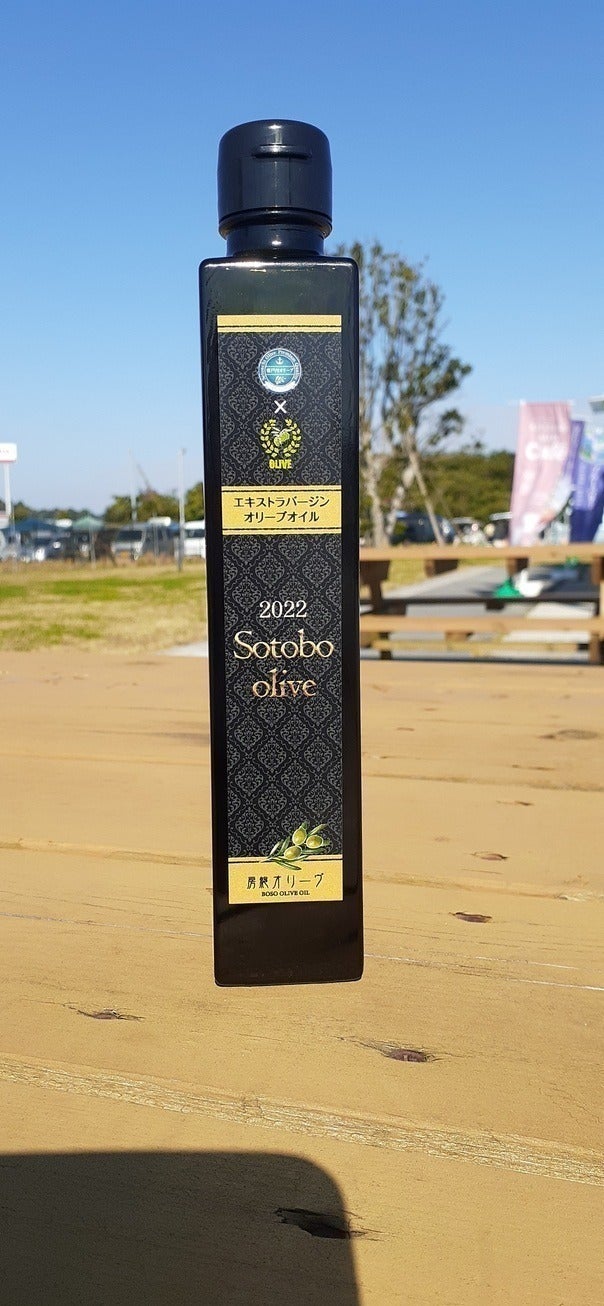 ×
OLIVE
エキストラバージン
オリーブオイル
2022
Sotobo
olive
房総オリーヴ
BOSO OLIVE OIL